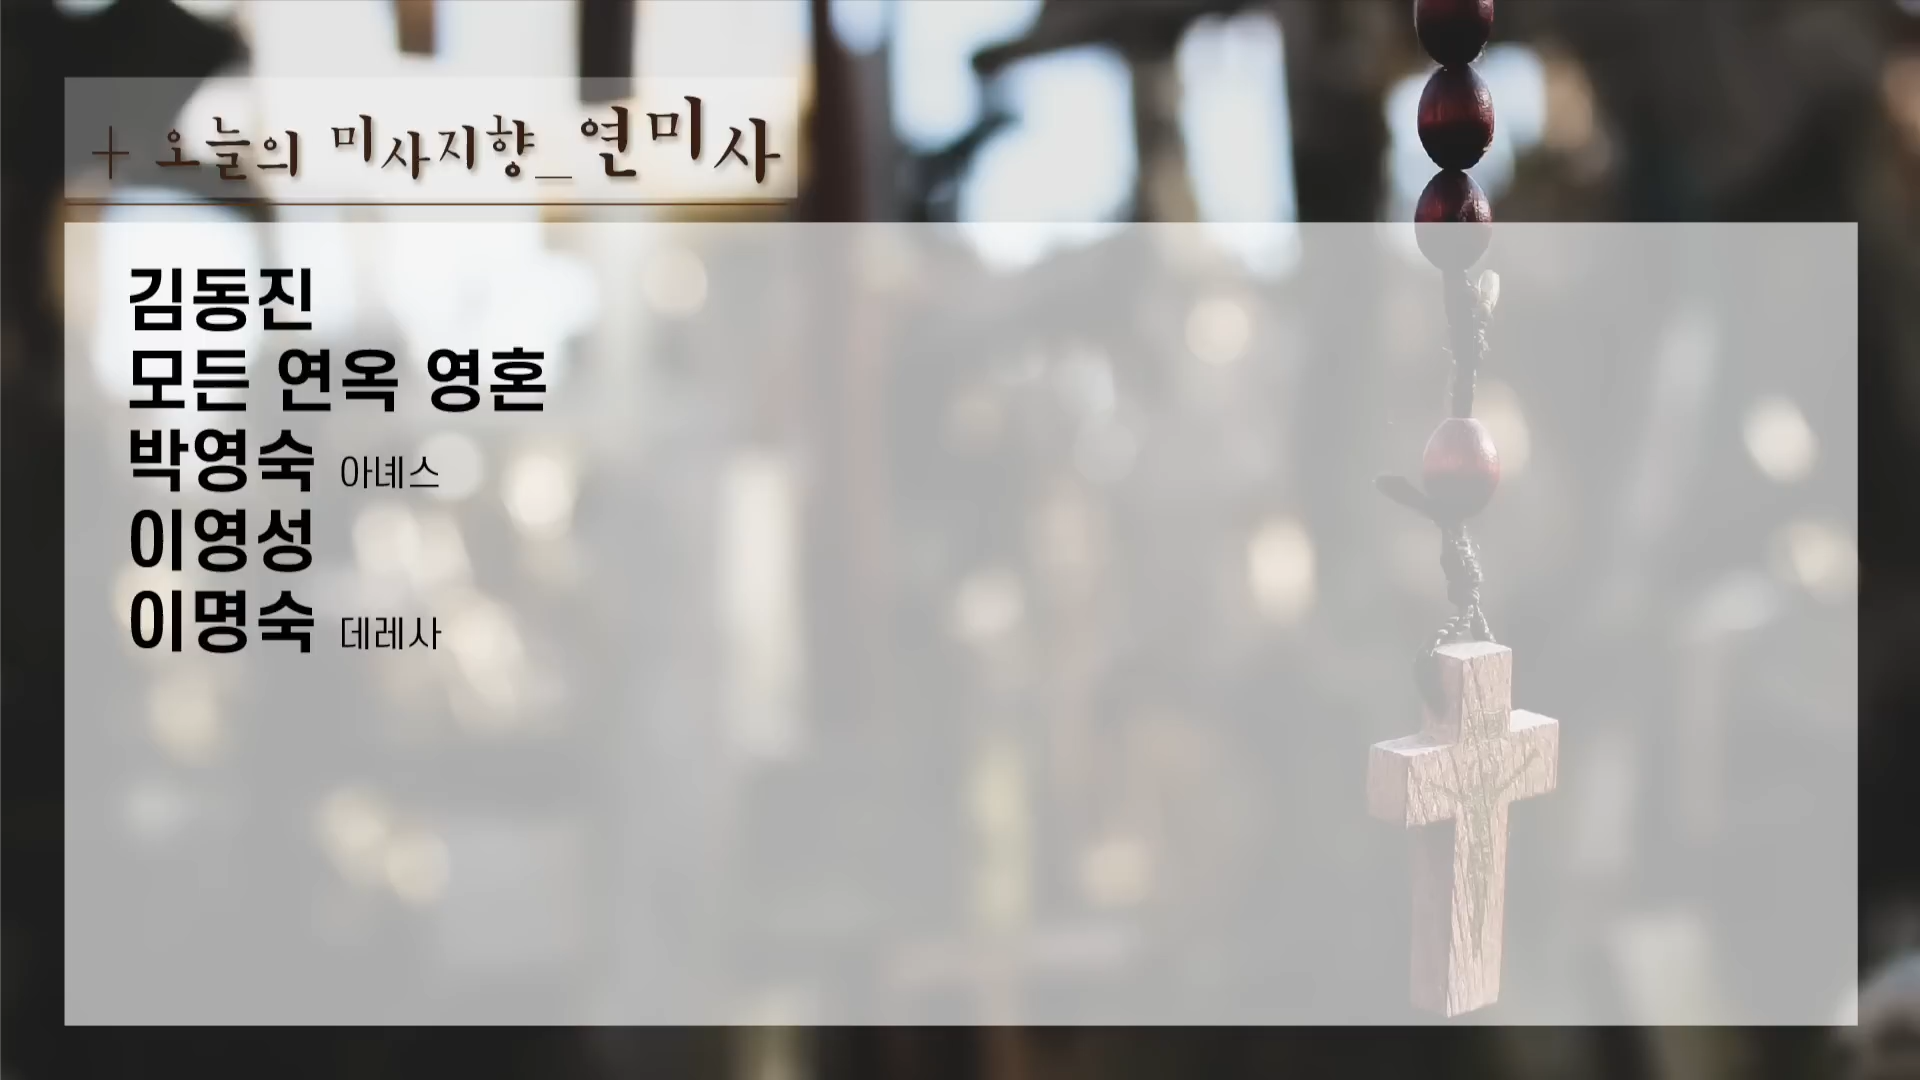 + 오늘의 미사지향_연미사
김동진
모든 연옥 영혼
박영숙 아녜스
이영성
이명숙 데레사